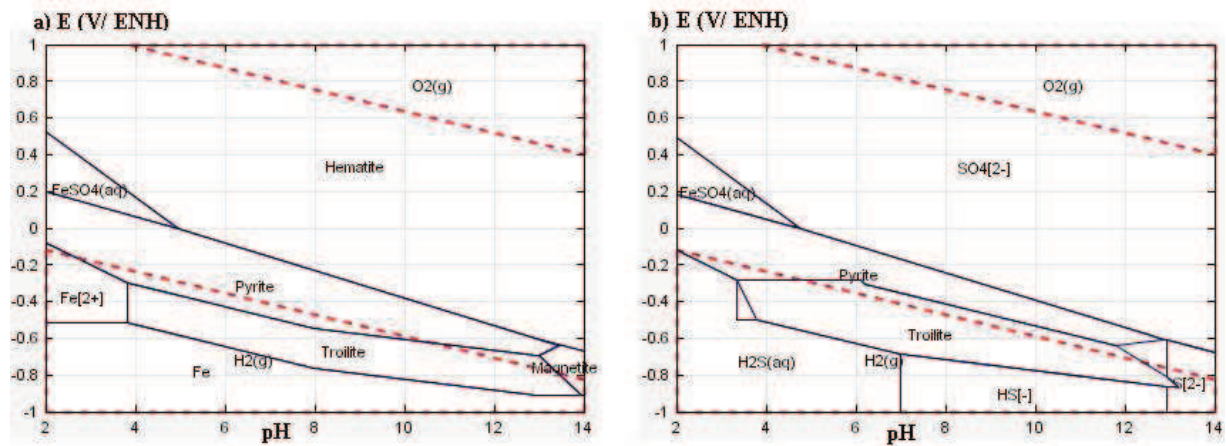 a) E (V/ ENH)
1
0.8
0.6
0.4
0.2
0
-0.2
-0.4
-0.6
-0.8
-1
2
4
6
8
10
12
14
pH
O2(g)
Hematite
FeSO4(aq)
Pyrite
Fe[2+]
Troilite
H2(g)
Fe
Magnetite
b) E (V/ ENH)
1
0.8
0.6
0.4
0.2
0
-0.2
-0.4
-0.6
-0.8
-1
2
4
6
8
10
12
14
pH
O2(g)
SO4[2-]
FeSO4(aq)
Pyrite
Troilite
H2S(aq)
H2(g)
HS[-]
S[2-]